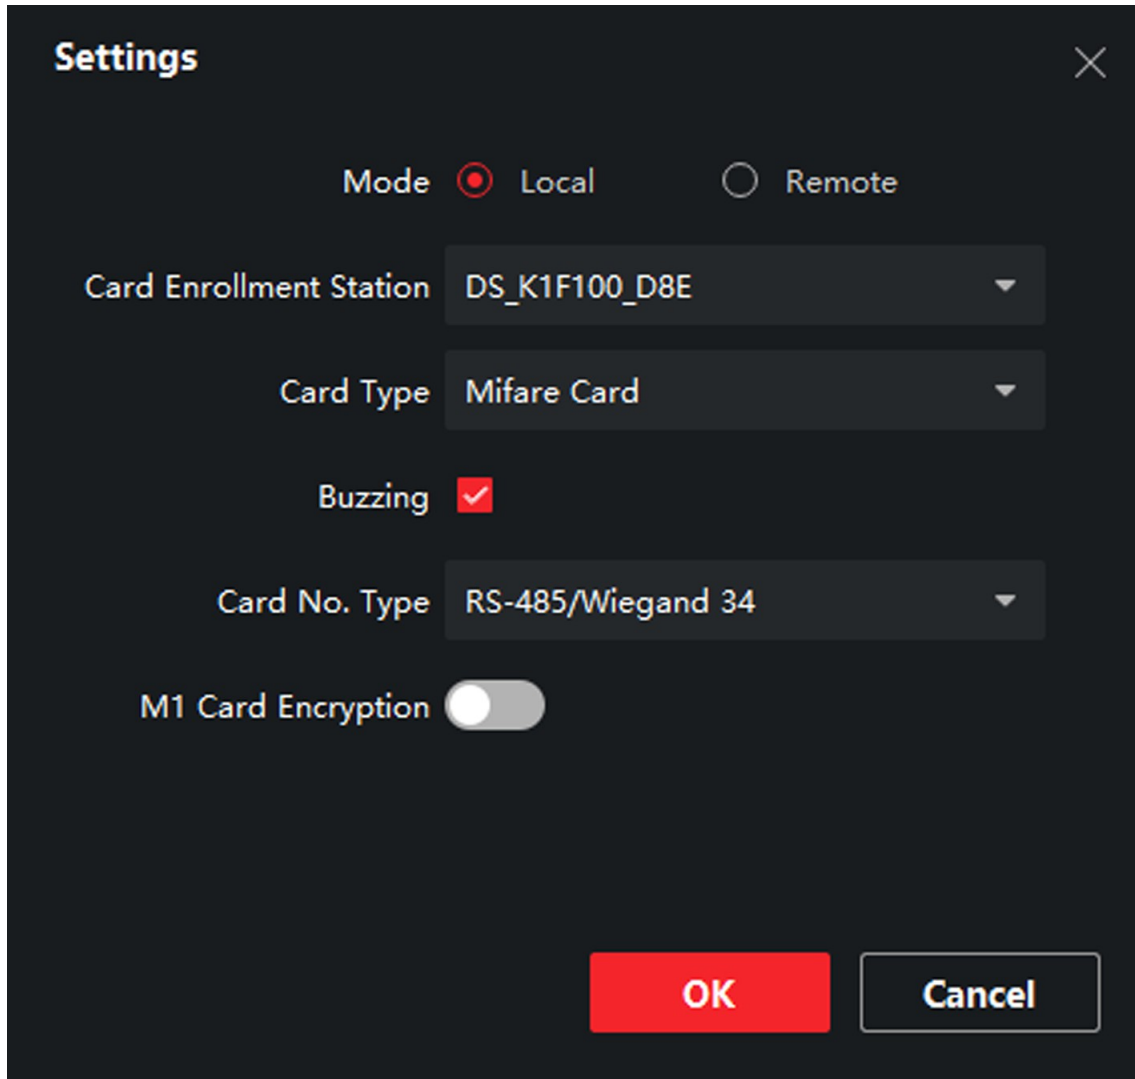 Settings
Mode Local Remote
Card Enrollment Station DS_K1F100_D8E
Card Type Mifare Card
Buzzing
Card No. Type RS-485/Wiegand 34
M1 Card Encryption
OK Cancel